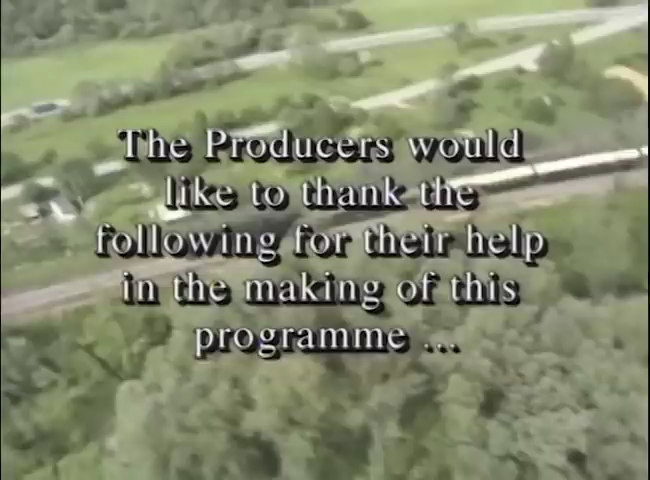 The Producers would
like to thank the
following for their help
in the making of this
programme ...